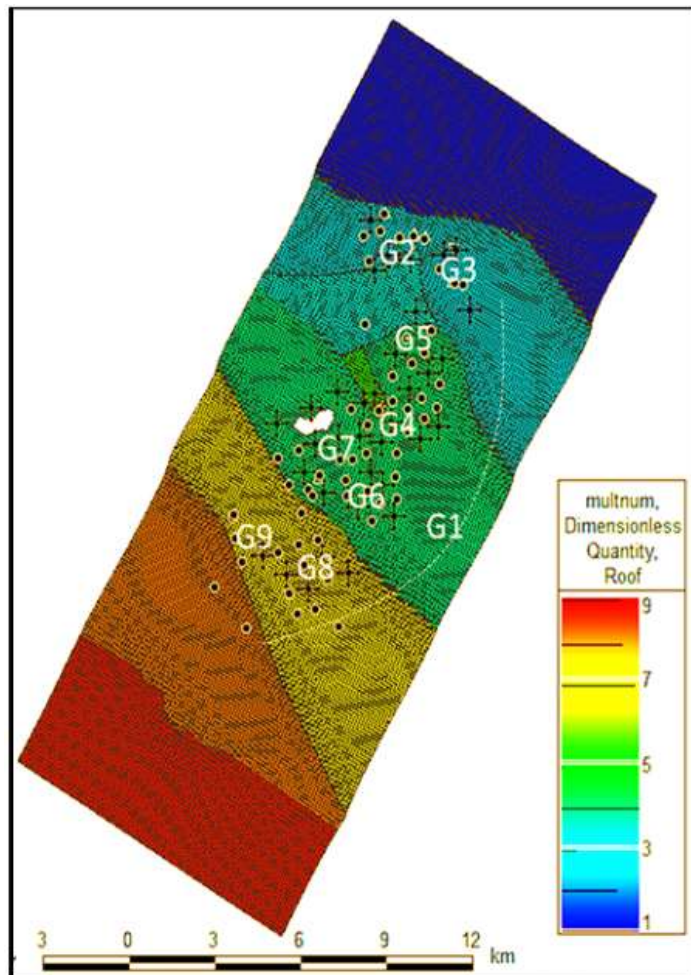 G2
G3
G5
G4
G7
G6
G1
G9
G8
multnum,
Dimensionless
Quantity,
Roof
9
7
5
3
1
3 0 3 6 9 12 km